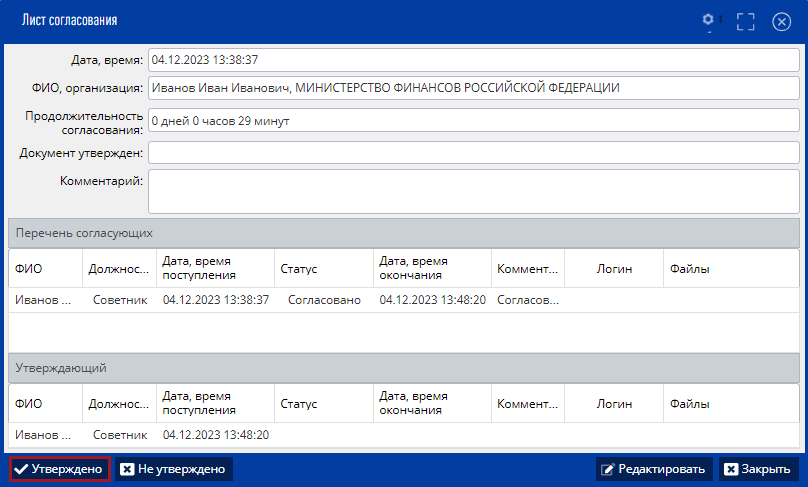 Лист согласования
Дата, время: 04.12.2023 13:38:37
ФИО, организация: Иванов Иван Иванович, МИНИСТЕРСТВО ФИНАНСОВ РОССИЙСКОЙ ФЕДЕРАЦИИ
Продолжительность
согласования: 0 дней 0 часов 29 минут
Документ утвержден:
Комментарий:
Перечень согласующих
ФИО Должнос... Дата, время поступления Статус Дата, время окончания Коммент... Логин Файлы
Иванов ... Советник 04.12.2023 13:38:37 Согласовано 04.12.2023 13:48:20 Согласов...
Утверждающий
ФИО Должнос... Дата, время поступления Статус Дата, время окончания Коммент... Логин Файлы
Иванов ... Советник 04.12.2023 13:48:20
Утверждено Не утверждено Редактировать Закрыть